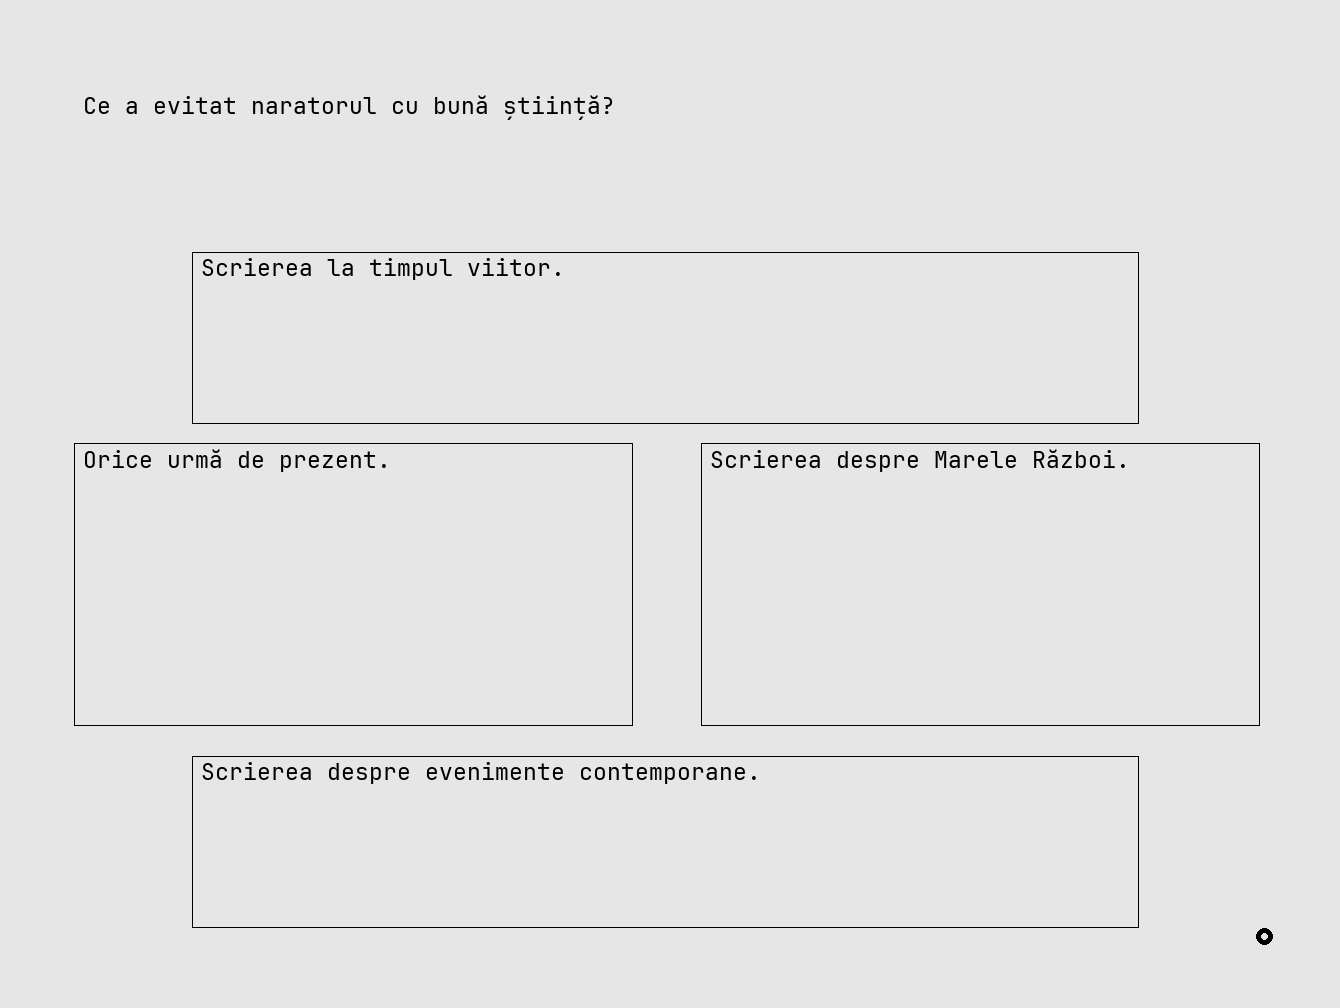 Ce a evitat naratorul cu bună știință?
Scrierea la timpul viitor.
Orice urmă de prezent.
Scrierea despre Marele Război.
Scrierea despre evenimente contemporane.